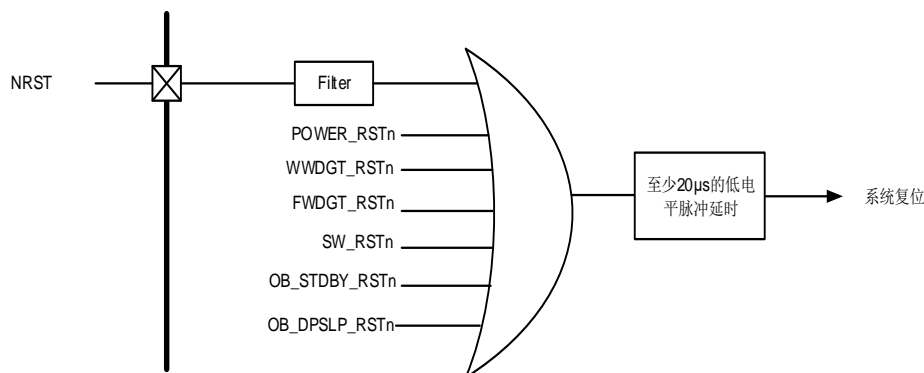 NRST
Filter
POWER_RSTn
WWDGT_RSTn
FWDGT_RSTn
SW_RSTn
OB_STDBY_RSTn
OB_DPSLP_RSTn
至少20μs的低电
平脉冲延时
系统复位